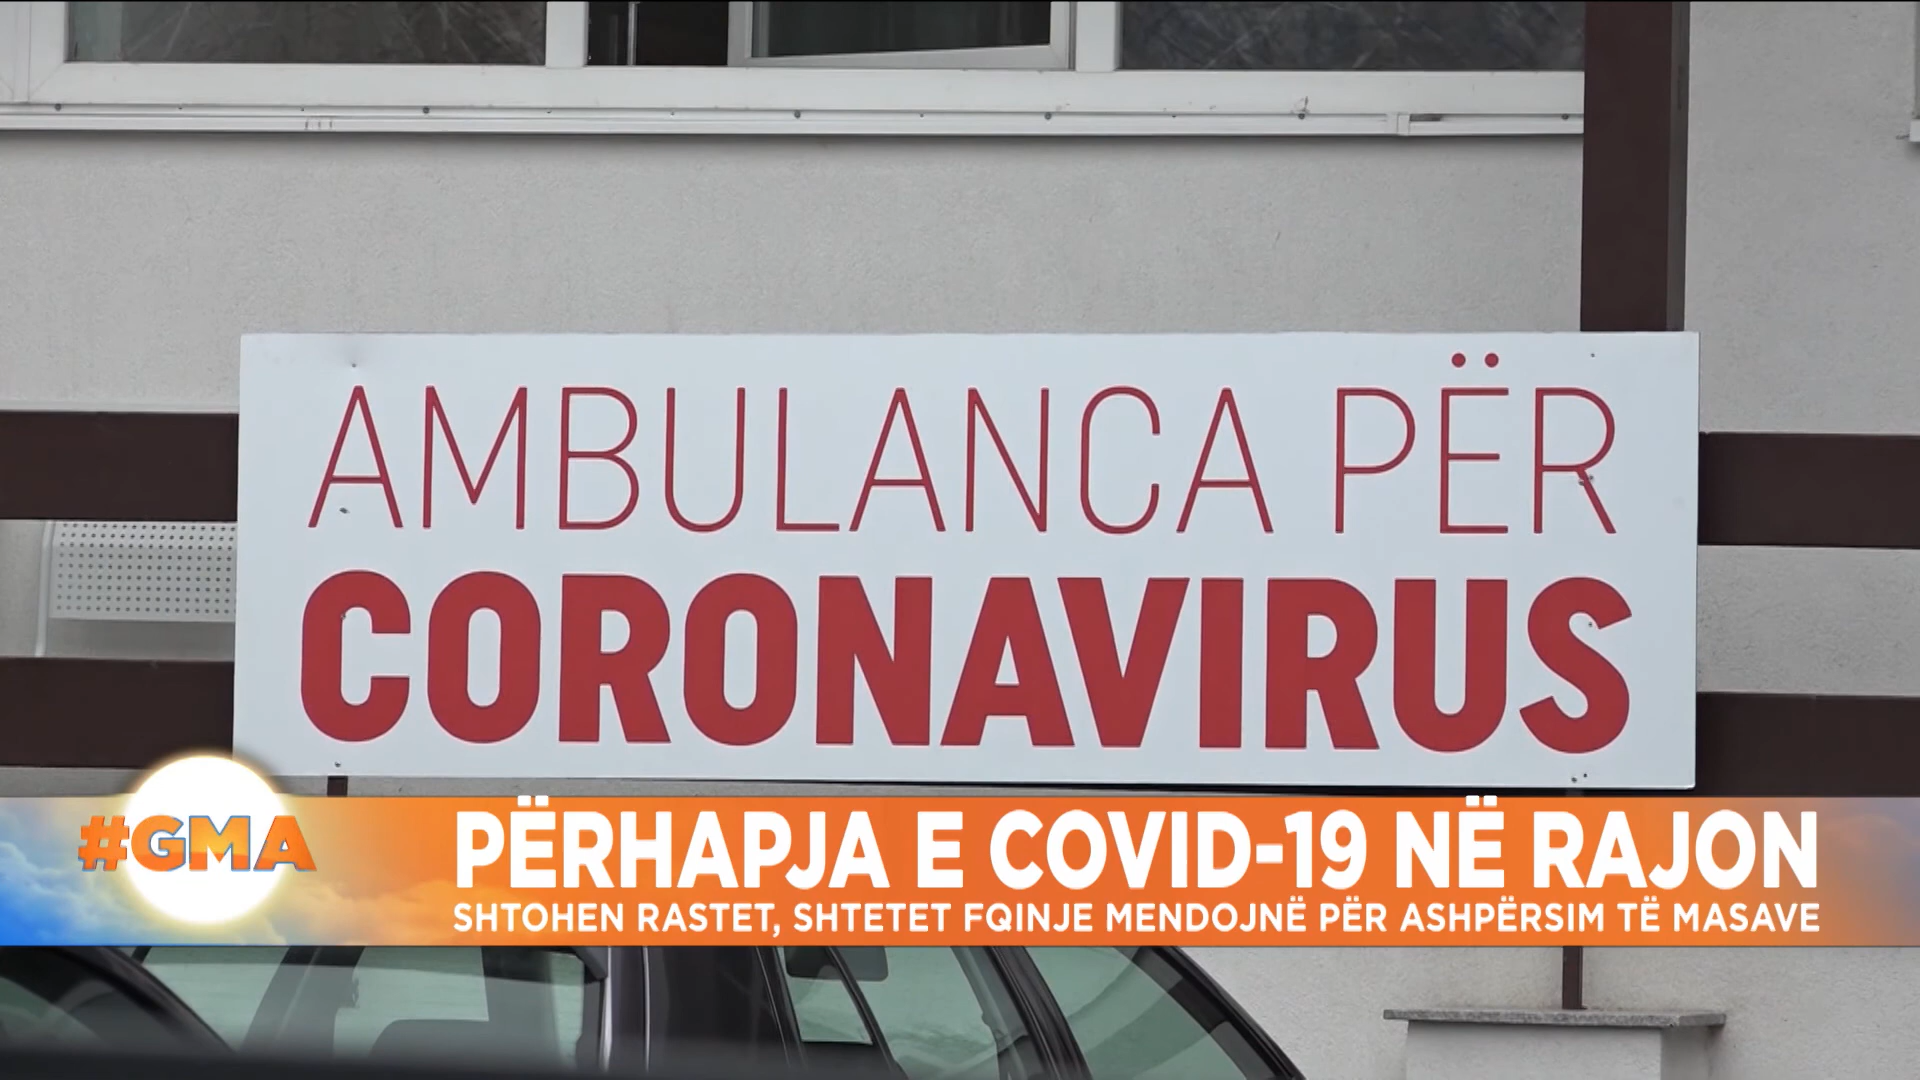 AMBULANCA PËR
CORONAVIRUS
#GMA
PËRHAPJA E COVID-19 NË RAJON
SHTOHEN RASTET, SHTETET FQINJE MENDOJNË PËR ASHPËRSIM TË MASAVE